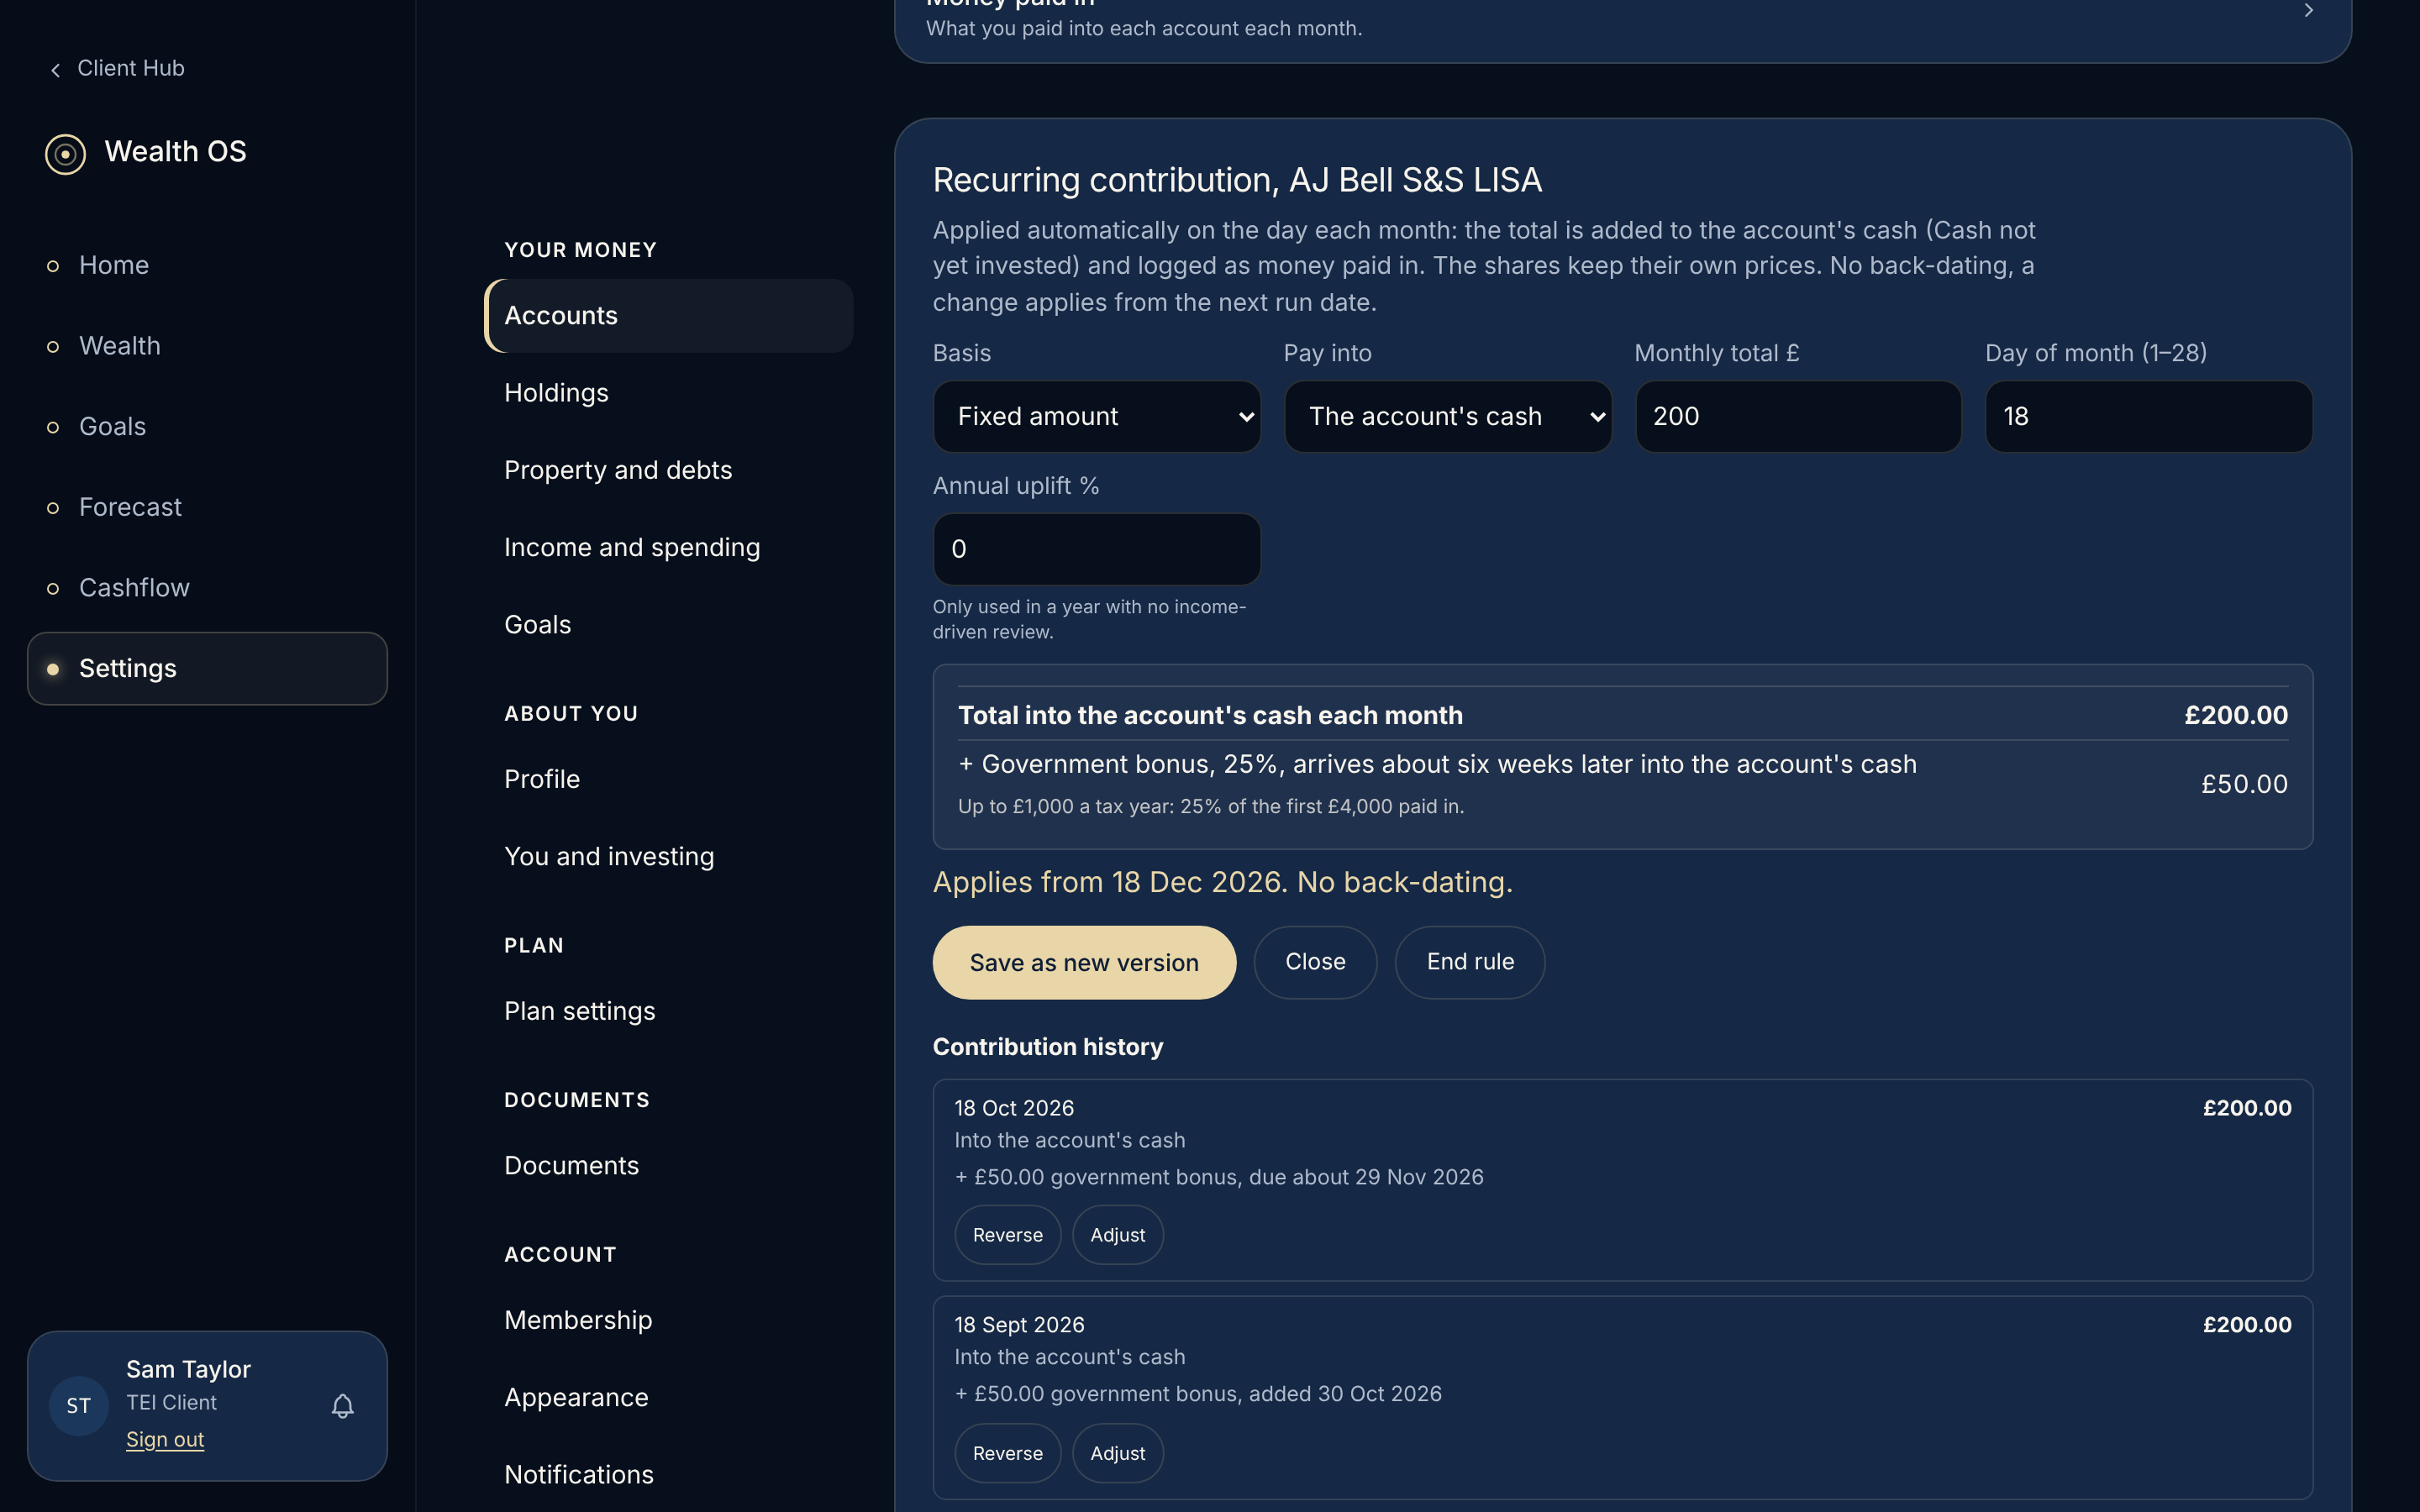 Client Hub
Wealth OS
Home
Wealth
Goals
Forecast
Cashflow
Settings
ST
Sam Taylor
TEI Client
Sign out
YOUR MONEY
Accounts
Holdings
Property and debts
Income and spending
Goals
ABOUT YOU
Profile
You and investing
PLAN
Plan settings
DOCUMENTS
Documents
ACCOUNT
Membership
Appearance
Notifications
Money paid in
What you paid into each account each month.
Recurring contribution, AJ Bell S&S LISA
Applied automatically on the day each month: the total is added to the account's cash (Cash not
yet invested) and logged as money paid in. The shares keep their own prices. No back-dating, a
change applies from the next run date.
Basis
Fixed amount
Pay into
The account's cash
Monthly total £
200
Day of month (1–28)
18
Annual uplift %
0
Only used in a year with no income-
driven review.
Total into the account's cash each month £200.00
+ Government bonus, 25%, arrives about six weeks later into the account's cash £50.00
Up to £1,000 a tax year: 25% of the first £4,000 paid in.
Applies from 18 Dec 2026. No back-dating.
Save as new version Close End rule
Contribution history
18 Oct 2026 £200.00
Into the account's cash
+ £50.00 government bonus, due about 29 Nov 2026
Reverse Adjust
18 Sept 2026 £200.00
Into the account's cash
+ £50.00 government bonus, added 30 Oct 2026
Reverse Adjust